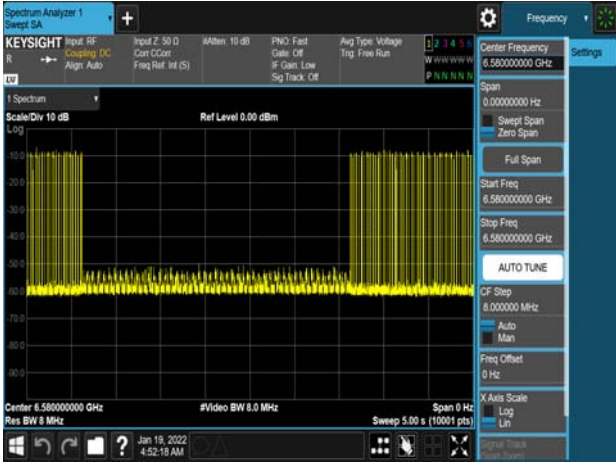 Spectrum Analyzer 1
Swept SA
+
Frequency
KEYSIGHT
R
LV
Input: RF
Coupling: DC
Align: Auto
Input Z: 50 Ω
Corr CCorr
Freq Ref: Int (S)
#Atten: 10 dB
PNO: Fast
Gate: Off
IF Gain: Low
Sig Track: Off
Avg Type: Voltage
Trig: Free Run
1 2 3 4 5 6
W W W W W W
P N N N N N
1 Spectrum
Scale/Div 10 dB
Ref Level 0.00 dBm
Log
-10.0
-20.0
-30.0
-40.0
-50.0
-60.0
-70.0
-80.0
-90.0
Center 6.580000000 GHz
#Video BW 8.0 MHz
Span 0 Hz
Res BW 8 MHz
Sweep 5.00 s (10001 pts)
Center Frequency
6.580000000 GHz
Settings
Span
0.00000000 Hz
Swept Span
Zero Span
Full Span
Start Freq
6.580000000 GHz
Stop Freq
6.580000000 GHz
AUTO TUNE
CF Step
8.000000 MHz
Auto
Man
Freq Offset
0 Hz
X Axis Scale
Log
Lin
Signal Track
(Span Zoom)
?
Jan 19, 2022
4:52:18 AM